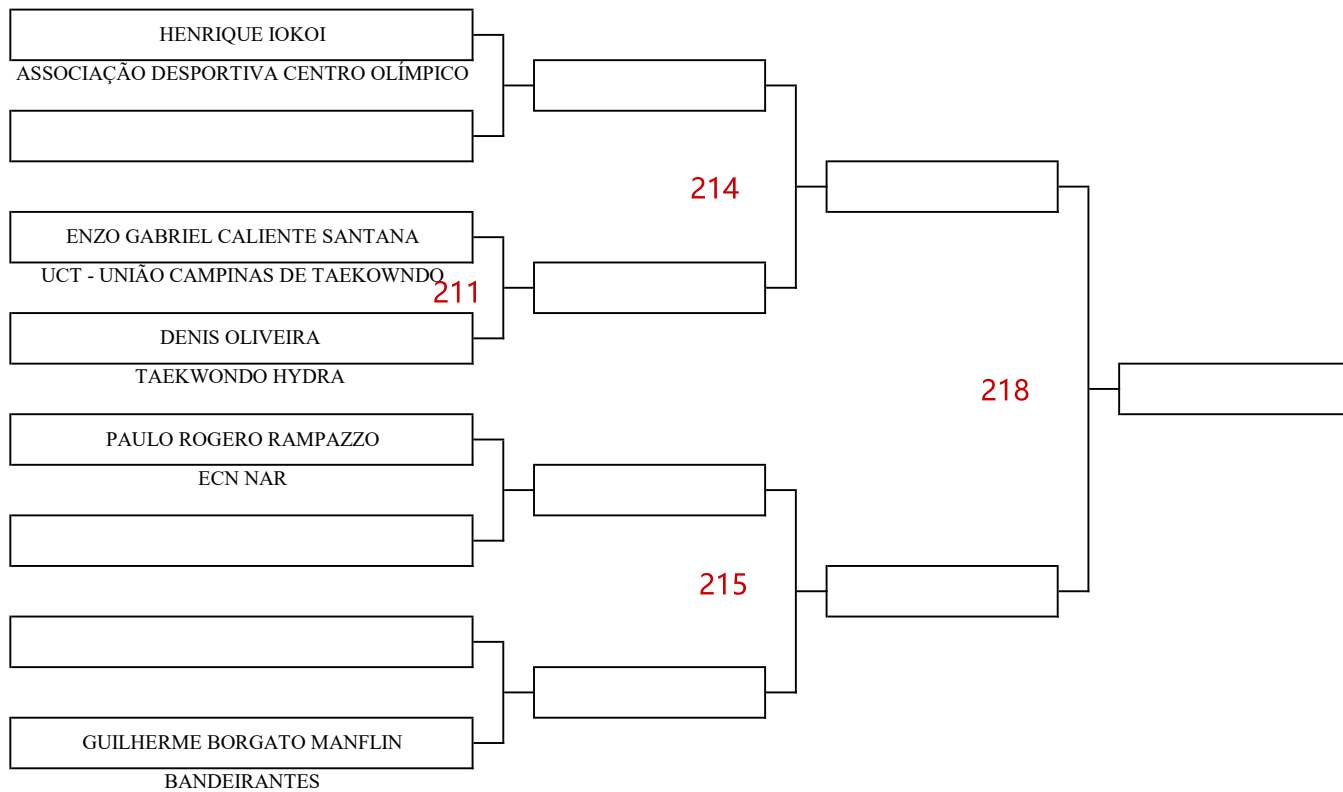 HENRIQUE IOKOI
ASSOCIAÇÃO DESPORTIVA CENTRO OLÍMPICO
214
ENZO GABRIEL CALIENTE SANTANA
UCT - UNIÃO CAMPINAS DE TAEKOWNDO
211
DENIS OLIVEIRA
TAEKWONDO HYDRA
218
PAULO ROGERO RAMPAZZO
ECN NAR
215
GUILHERME BORGATO MANFLIN
BANDEIRANTES